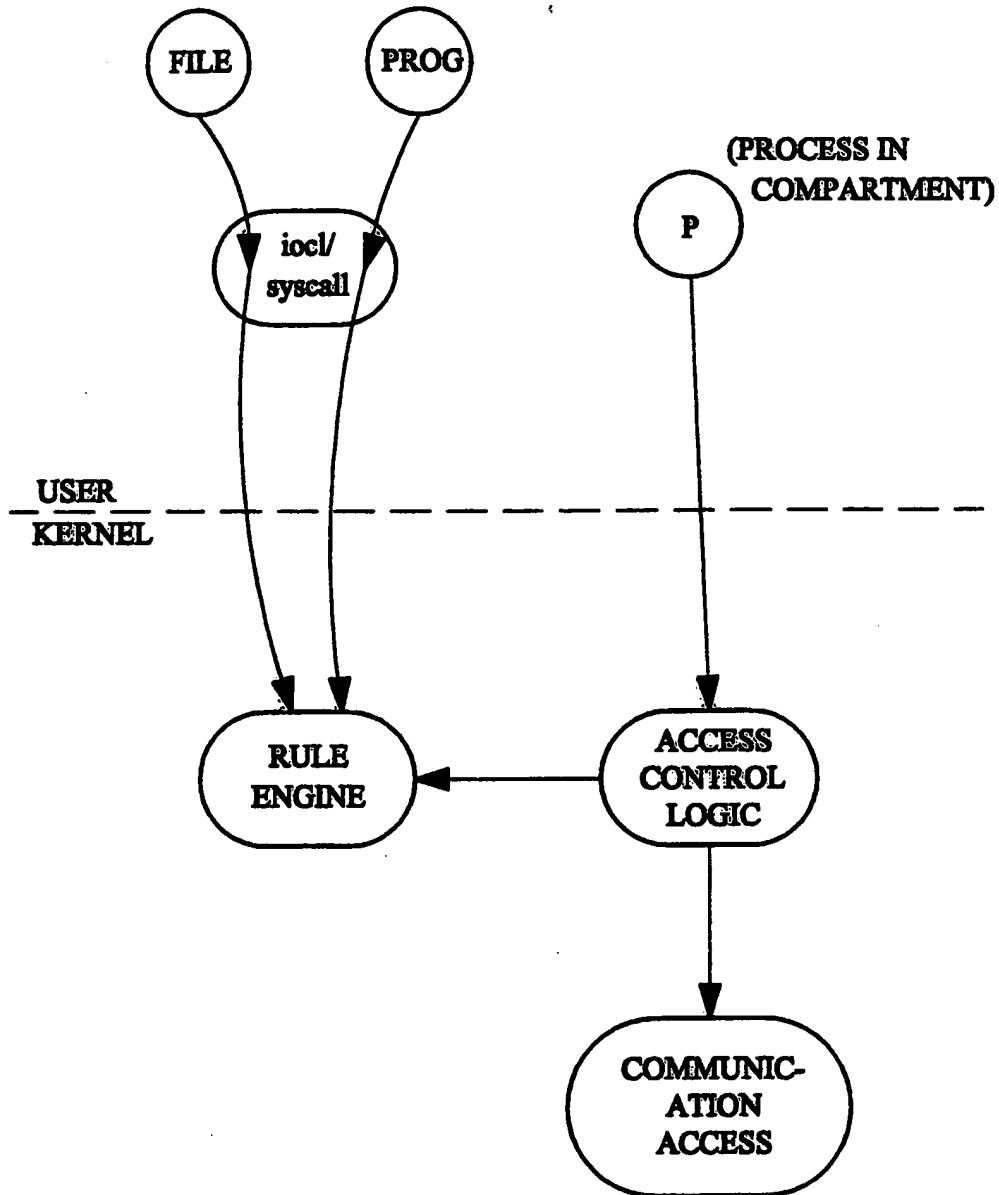 FILE
PROG
(PROCESS IN
COMPARTMENT)
P
iocl/
syscall
USER
KERNEL
RULE
ENGINE
ACCESS
CONTROL
LOGIC
COMMUNIC-
ATION
ACCESS